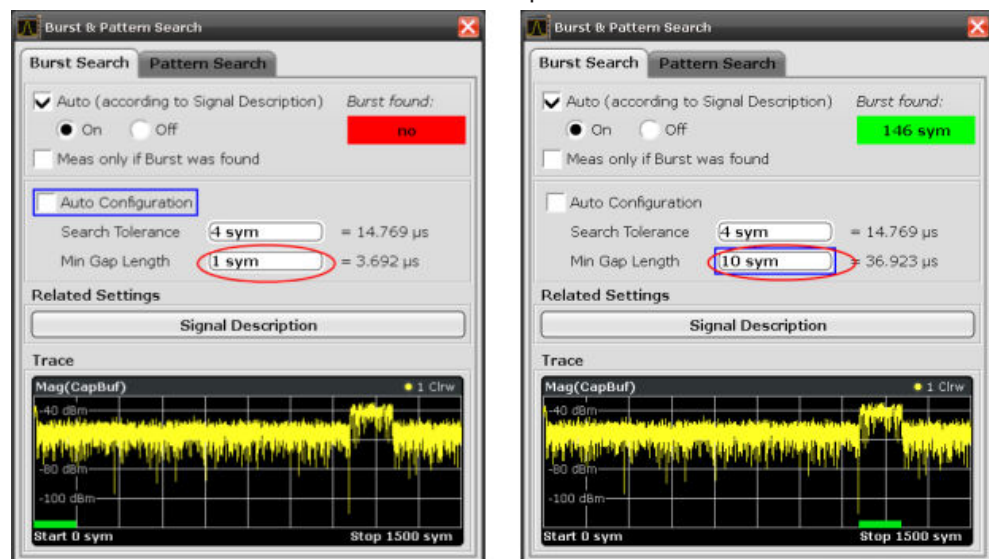 Burst & Pattern Search
Burst Search Pattern Search
Auto (according to Signal Description) Burst found:
On Off no
Meas only if Burst was found
Auto Configuration
Search Tolerance 4 sym = 14.769 µs
Min Gap Length 1 sym = 3.692 µs
Related Settings
Signal Description
Trace
Mag(CapBuf) 1 Clrw
-40 dBm
-80 dBm
-100 dBm
Start 0 sym Stop 1500 sym
Burst & Pattern Search
Burst Search Pattern Search
Auto (according to Signal Description) Burst found:
On Off 146 sym
Meas only if Burst was found
Auto Configuration
Search Tolerance 4 sym = 14.769 µs
Min Gap Length 10 sym = 36.923 µs
Related Settings
Signal Description
Trace
Mag(CapBuf) 1 Clrw
-40 dBm
-80 dBm
-100 dBm
Start 0 sym Stop 1500 sym